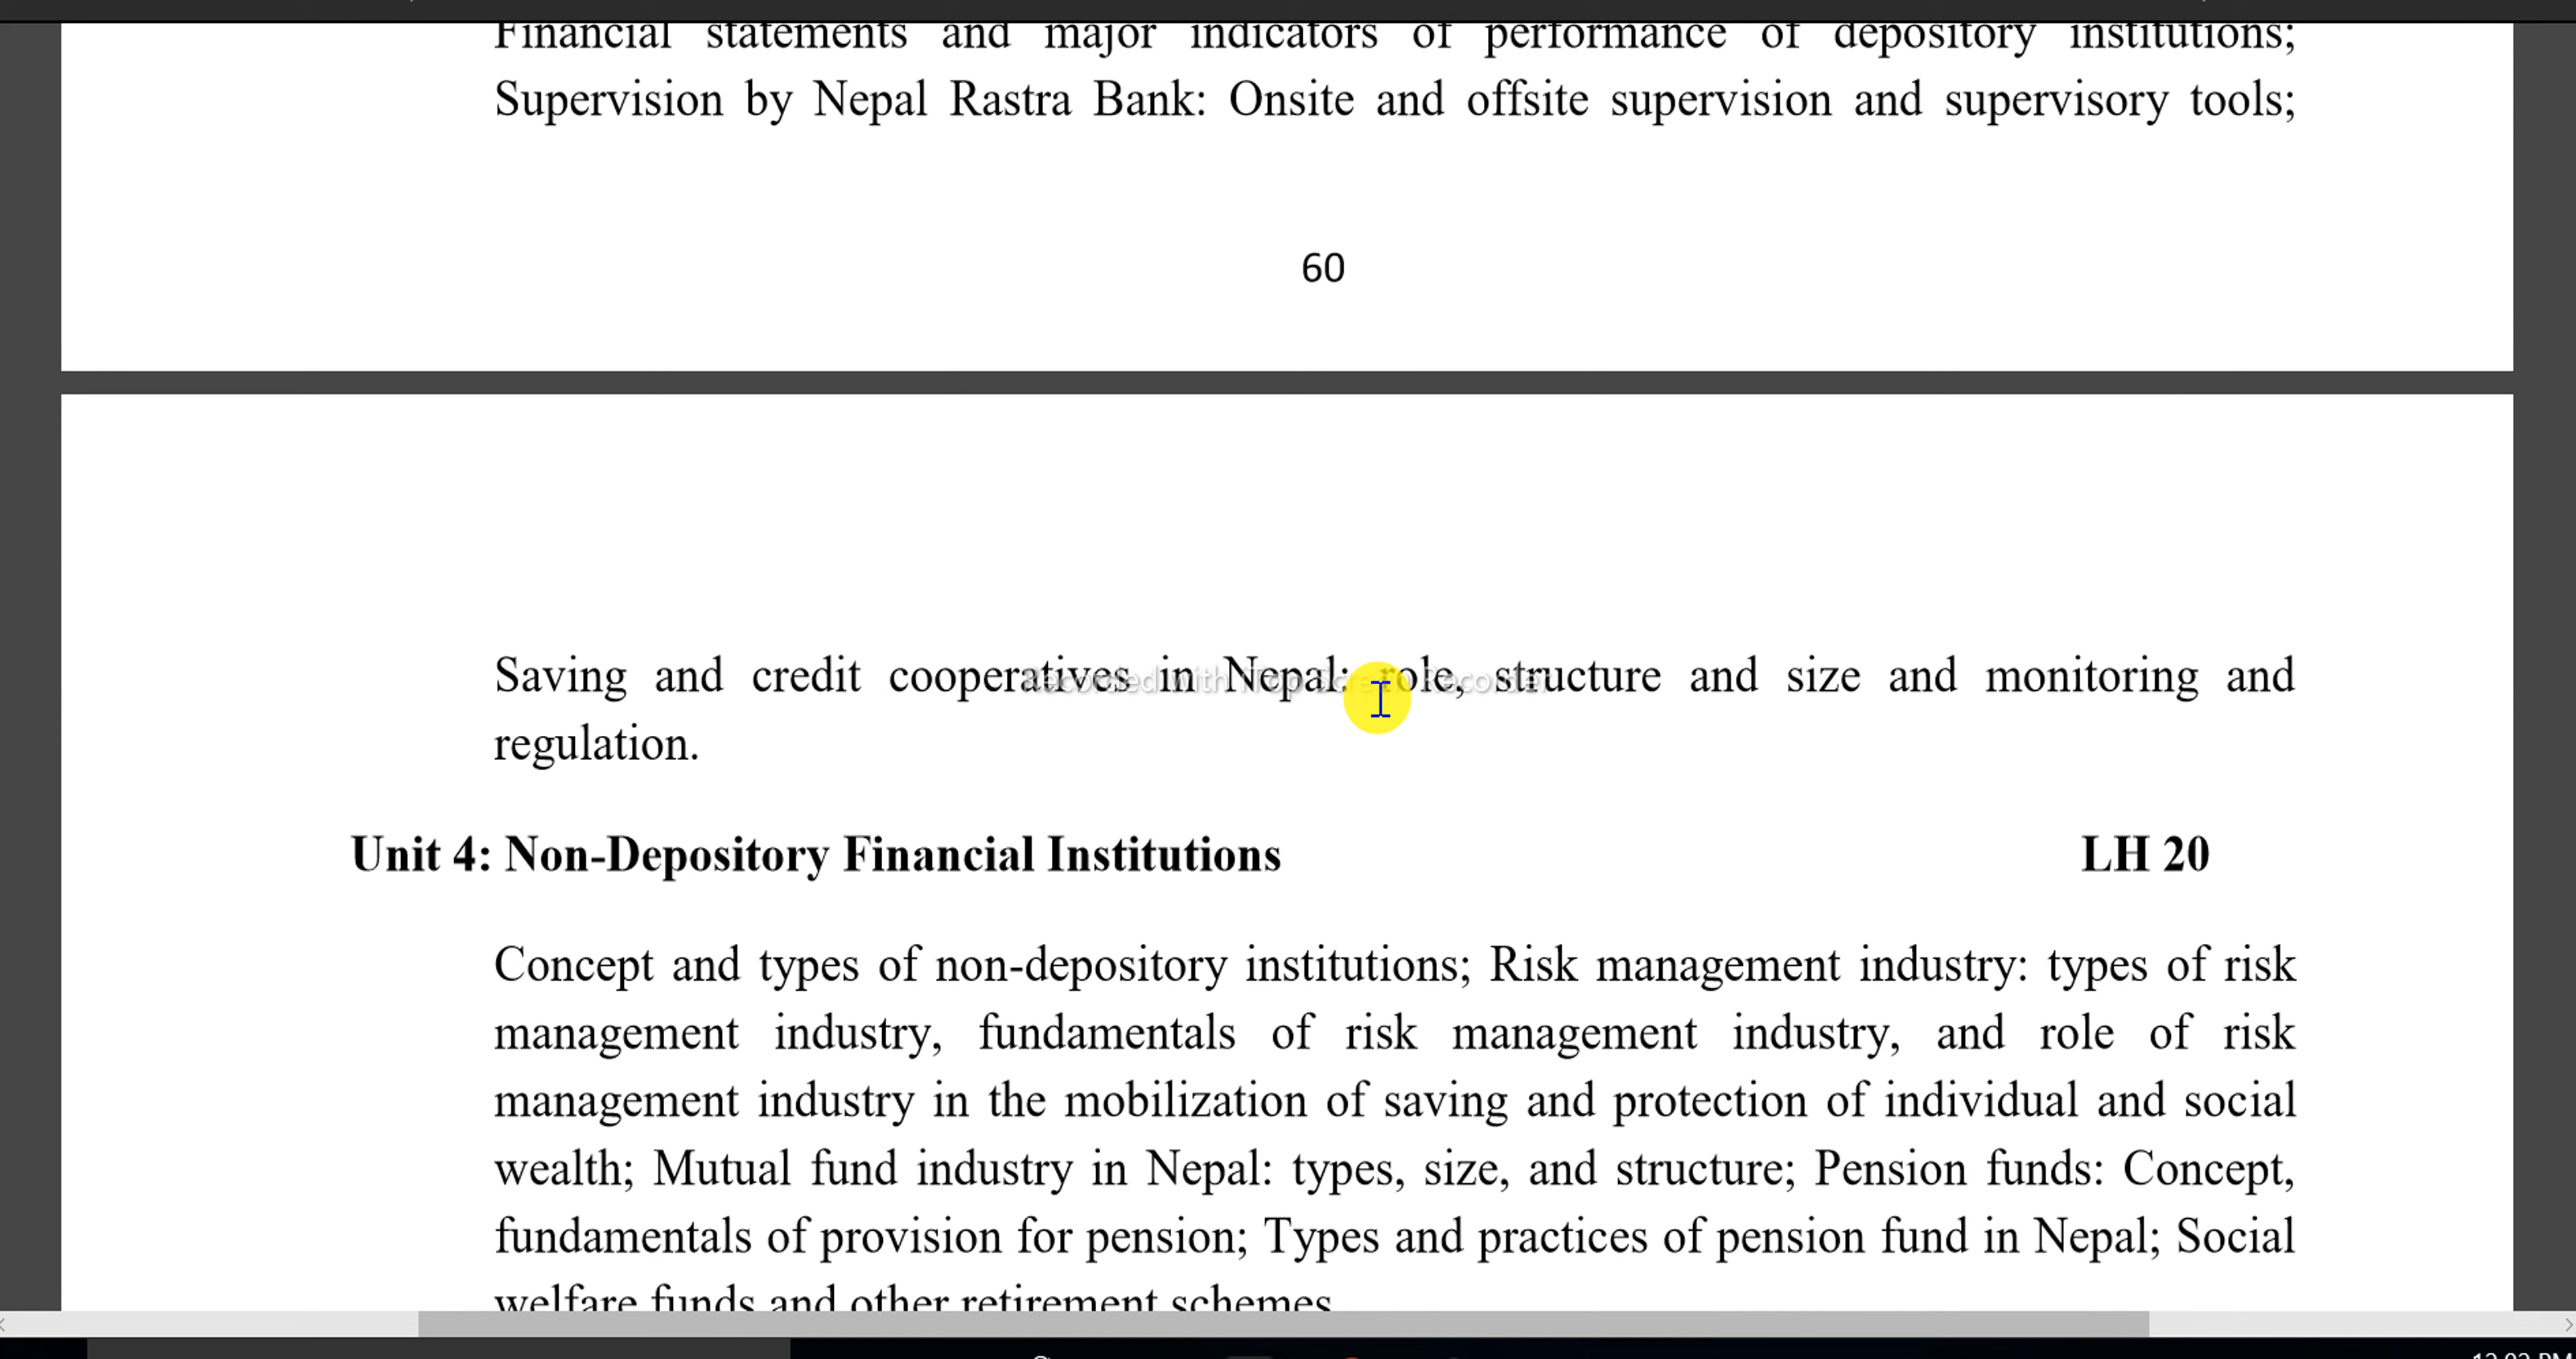 Financial statements and major indicators of performance of depository institutions;
Supervision by Nepal Rastra Bank: Onsite and offsite supervision and supervisory tools;
60
Saving and credit cooperatives in Nepal: role, structure and size and monitoring and
Recorded with iTop Screen Recorder
regulation.
Unit 4: Non-Depository Financial Institutions LH 20
Concept and types of non-depository institutions; Risk management industry: types of risk
management industry, fundamentals of risk management industry, and role of risk
management industry in the mobilization of saving and protection of individual and social
wealth; Mutual fund industry in Nepal: types, size, and structure; Pension funds: Concept,
fundamentals of provision for pension; Types and practices of pension fund in Nepal; Social
welfare funds and other retirement schemes